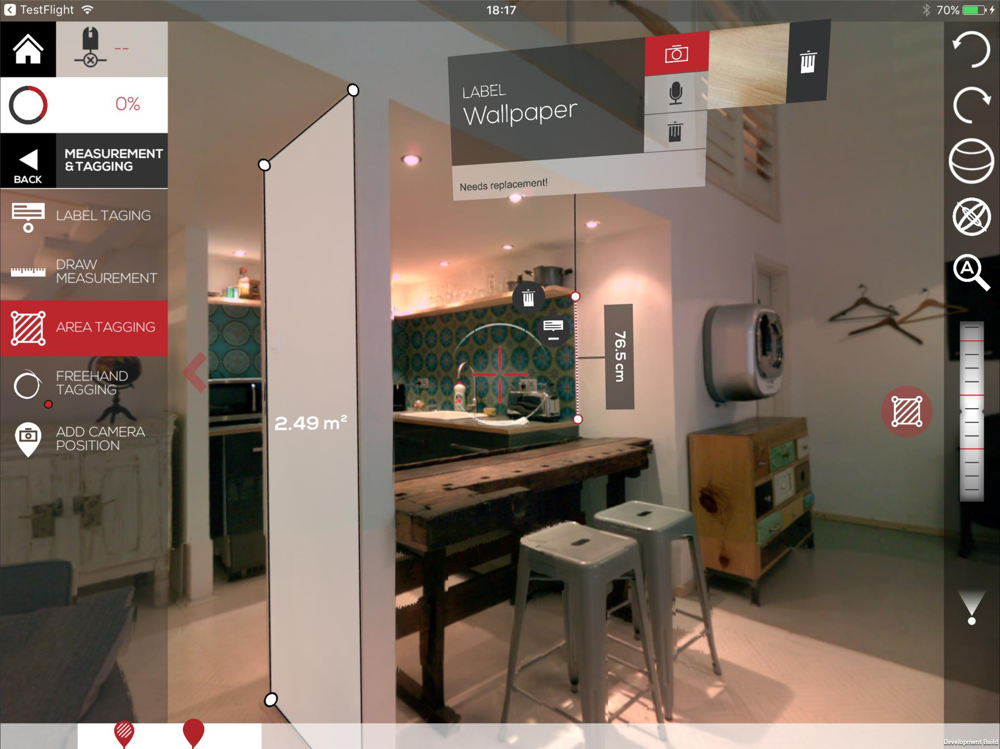 TestFlight
18:17
70%
--
0%
BACK
MEASUREMENT
& TAGGING
LABEL TAGING
DRAW
MEASUREMENT
AREA TAGGING
FREEHAND
TAGGING
ADD CAMERA
POSITION
LABEL
Wallpaper
Needs replacement!
76.5 cm
2.49 m²
A
Development Build